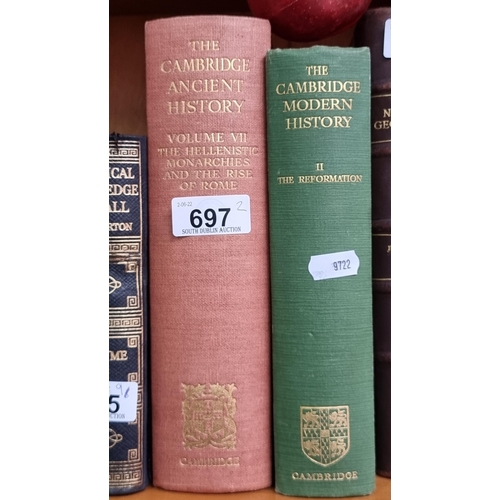 THE
CAMBRIDGE
ANCIENT
HISTORY
VOLUME VII
THE HELLENISTIC
MONARCHIES
AND THE RISE
OF ROME
2
697
SOUTH DUBLIN AUCTION
CAMBRIDGE
THE
CAMBRIDGE
MODERN
HISTORY
II
THE REFORMATION
9722
CAMBRIDGE